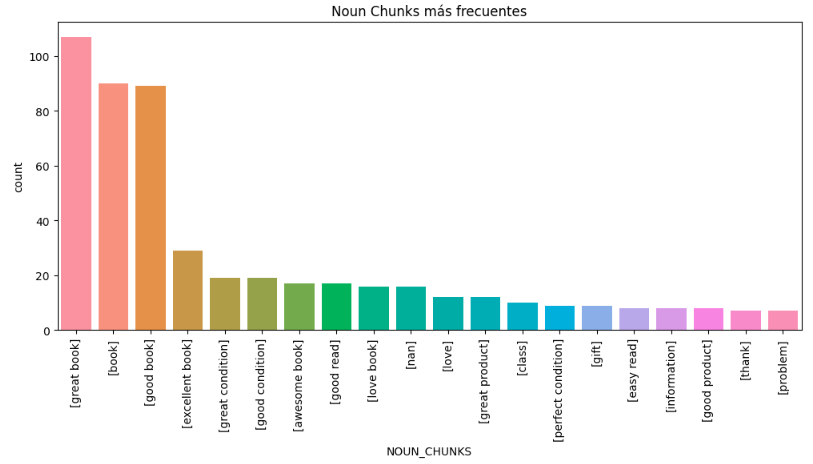 Noun Chunks más frecuentes
count
100
80
60
40
20
0
[great book]
[book]
[good book]
[excellent book]
[great condition]
[good condition]
[awesome book]
[good read]
[love book]
[nan]
[love]
[great product]
[class]
[perfect condition]
[gift]
[easy read]
[information]
[good product]
[thank]
[problem]
NOUN_CHUNKS